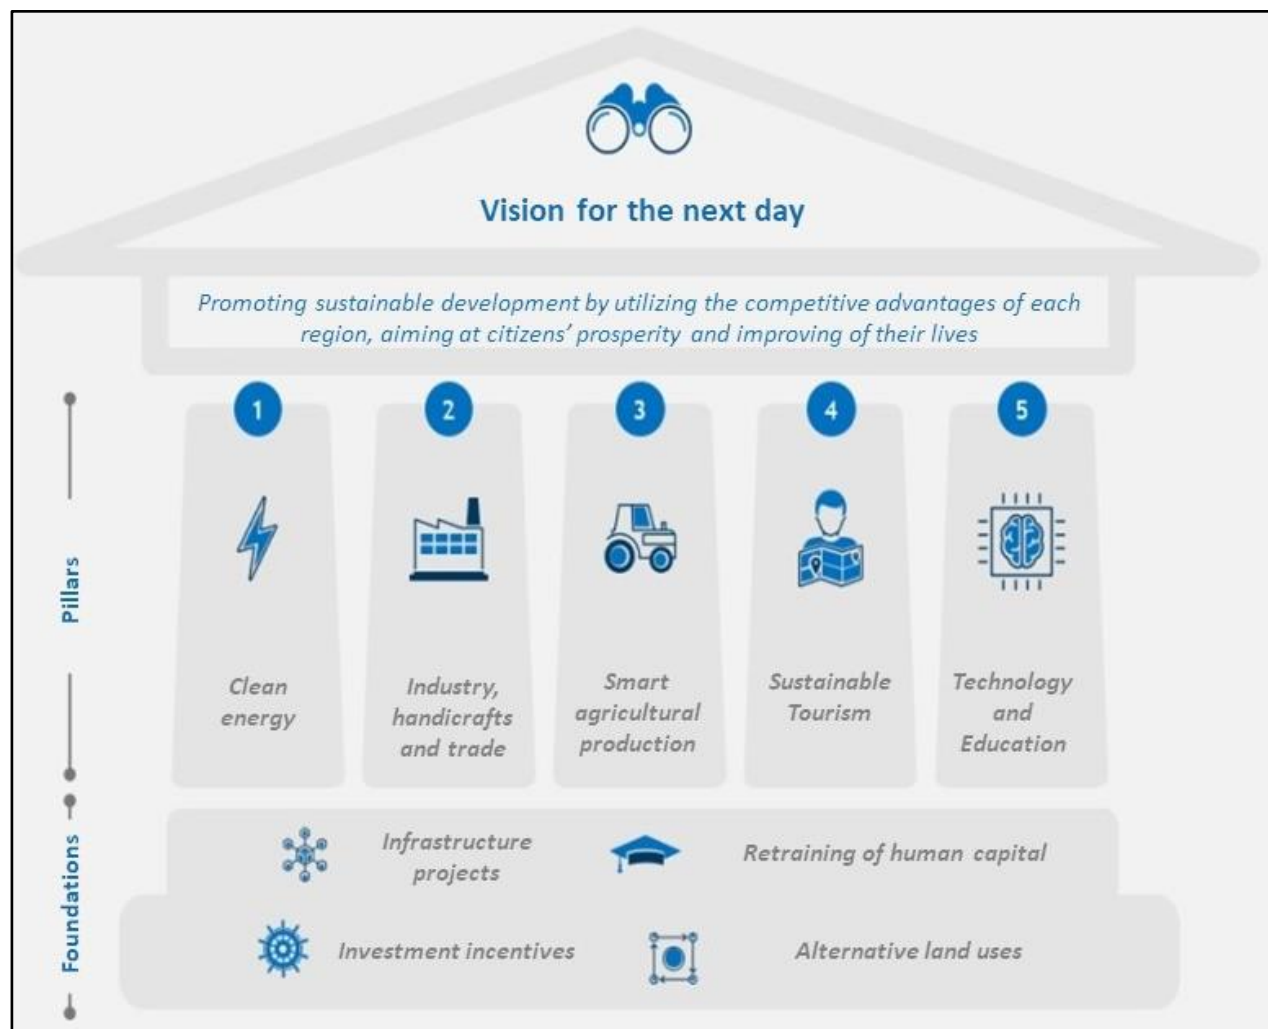 Vision for the next day
Promoting sustainable development by utilizing the competitive advantages of each
region, aiming at citizens’ prosperity and improving of their lives
Pillars
1
Clean
energy
2
Industry,
handicrafts
and trade
3
Smart
agricultural
production
4
Sustainable
Tourism
5
Technology
and
Education
Foundations
Infrastructure
projects
Retraining of human capital
Investment incentives
Alternative land uses